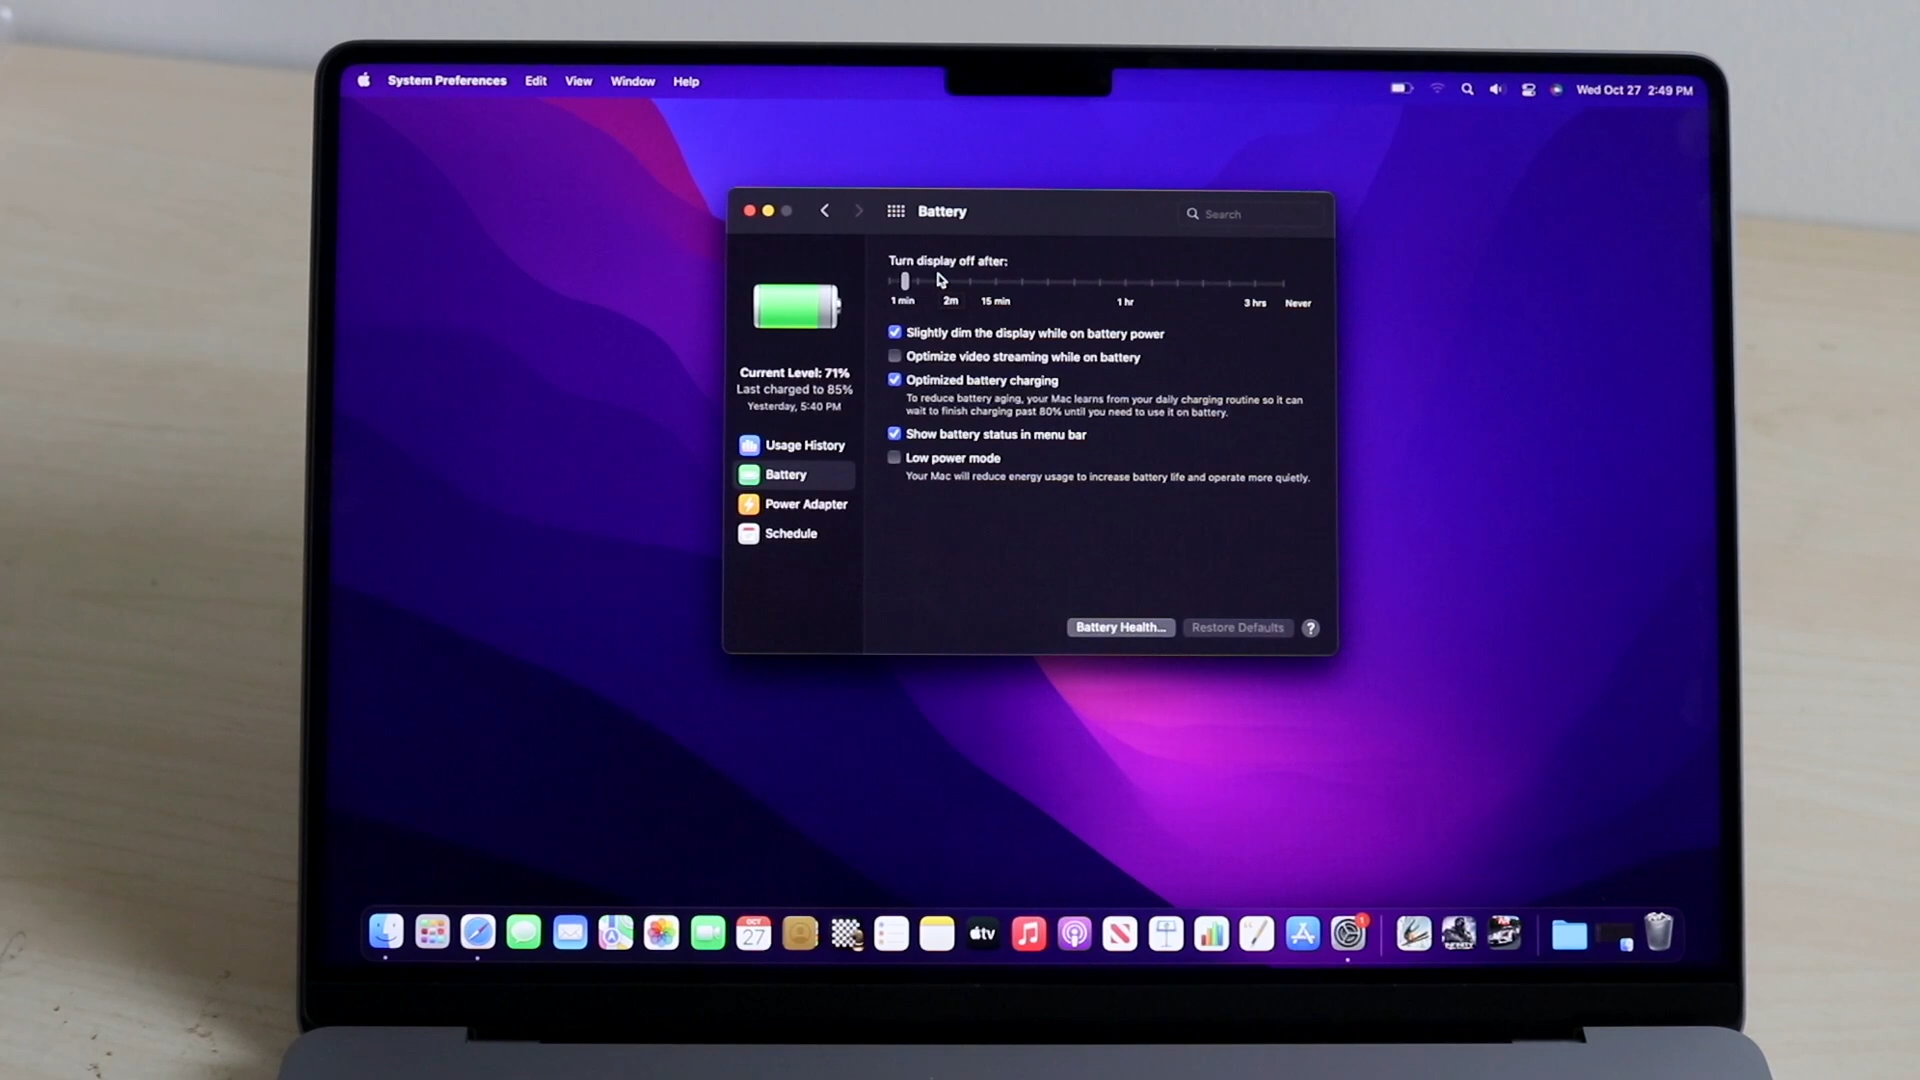 System Preferences Edit View Window Help
Wed Oct 27 2:49 PM
Battery
Search
Turn display off after:
1 min 2m 15 min 1 hr 3 hrs Never
Slightly dim the display while on battery power
Optimize video streaming while on battery
Optimized battery charging
To reduce battery aging, your Mac learns from your daily charging routine so it can
wait to finish charging past 80% until you need to use it on battery.
Show battery status in menu bar
Low power mode
Your Mac will reduce energy usage to increase battery life and operate more quietly.
Current Level: 71%
Last charged to 85%
Yesterday, 5:40 PM
Usage History
Battery
Power Adapter
Schedule
Battery Health...
Restore Defaults
?
OCT
27
tv
1